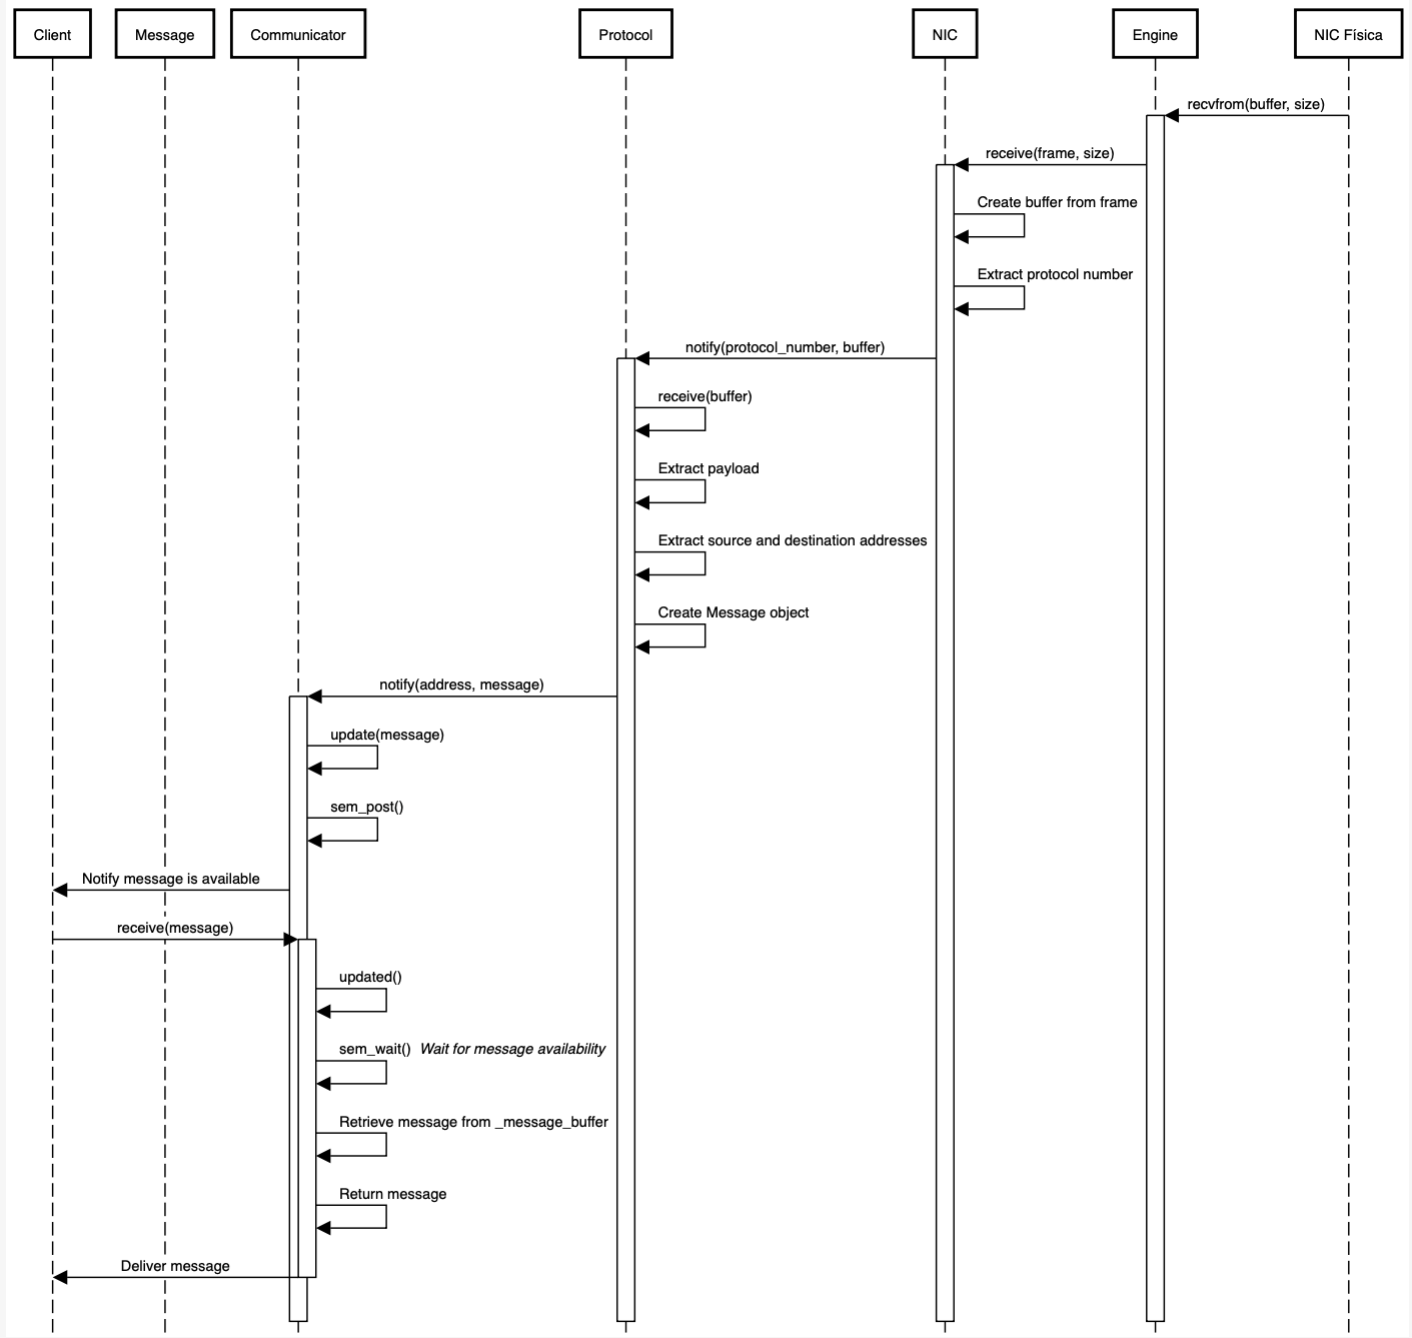 Client
Message
Communicator
Protocol
NIC
Engine
NIC Física
recvfrom(buffer, size)
receive(frame, size)
Create buffer from frame
Extract protocol number
notify(protocol_number, buffer)
receive(buffer)
Extract payload
Extract source and destination addresses
Create Message object
notify(address, message)
update(message)
sem_post()
Notify message is available
receive(message)
updated()
sem_wait() Wait for message availability
Retrieve message from _message_buffer
Return message
Deliver message